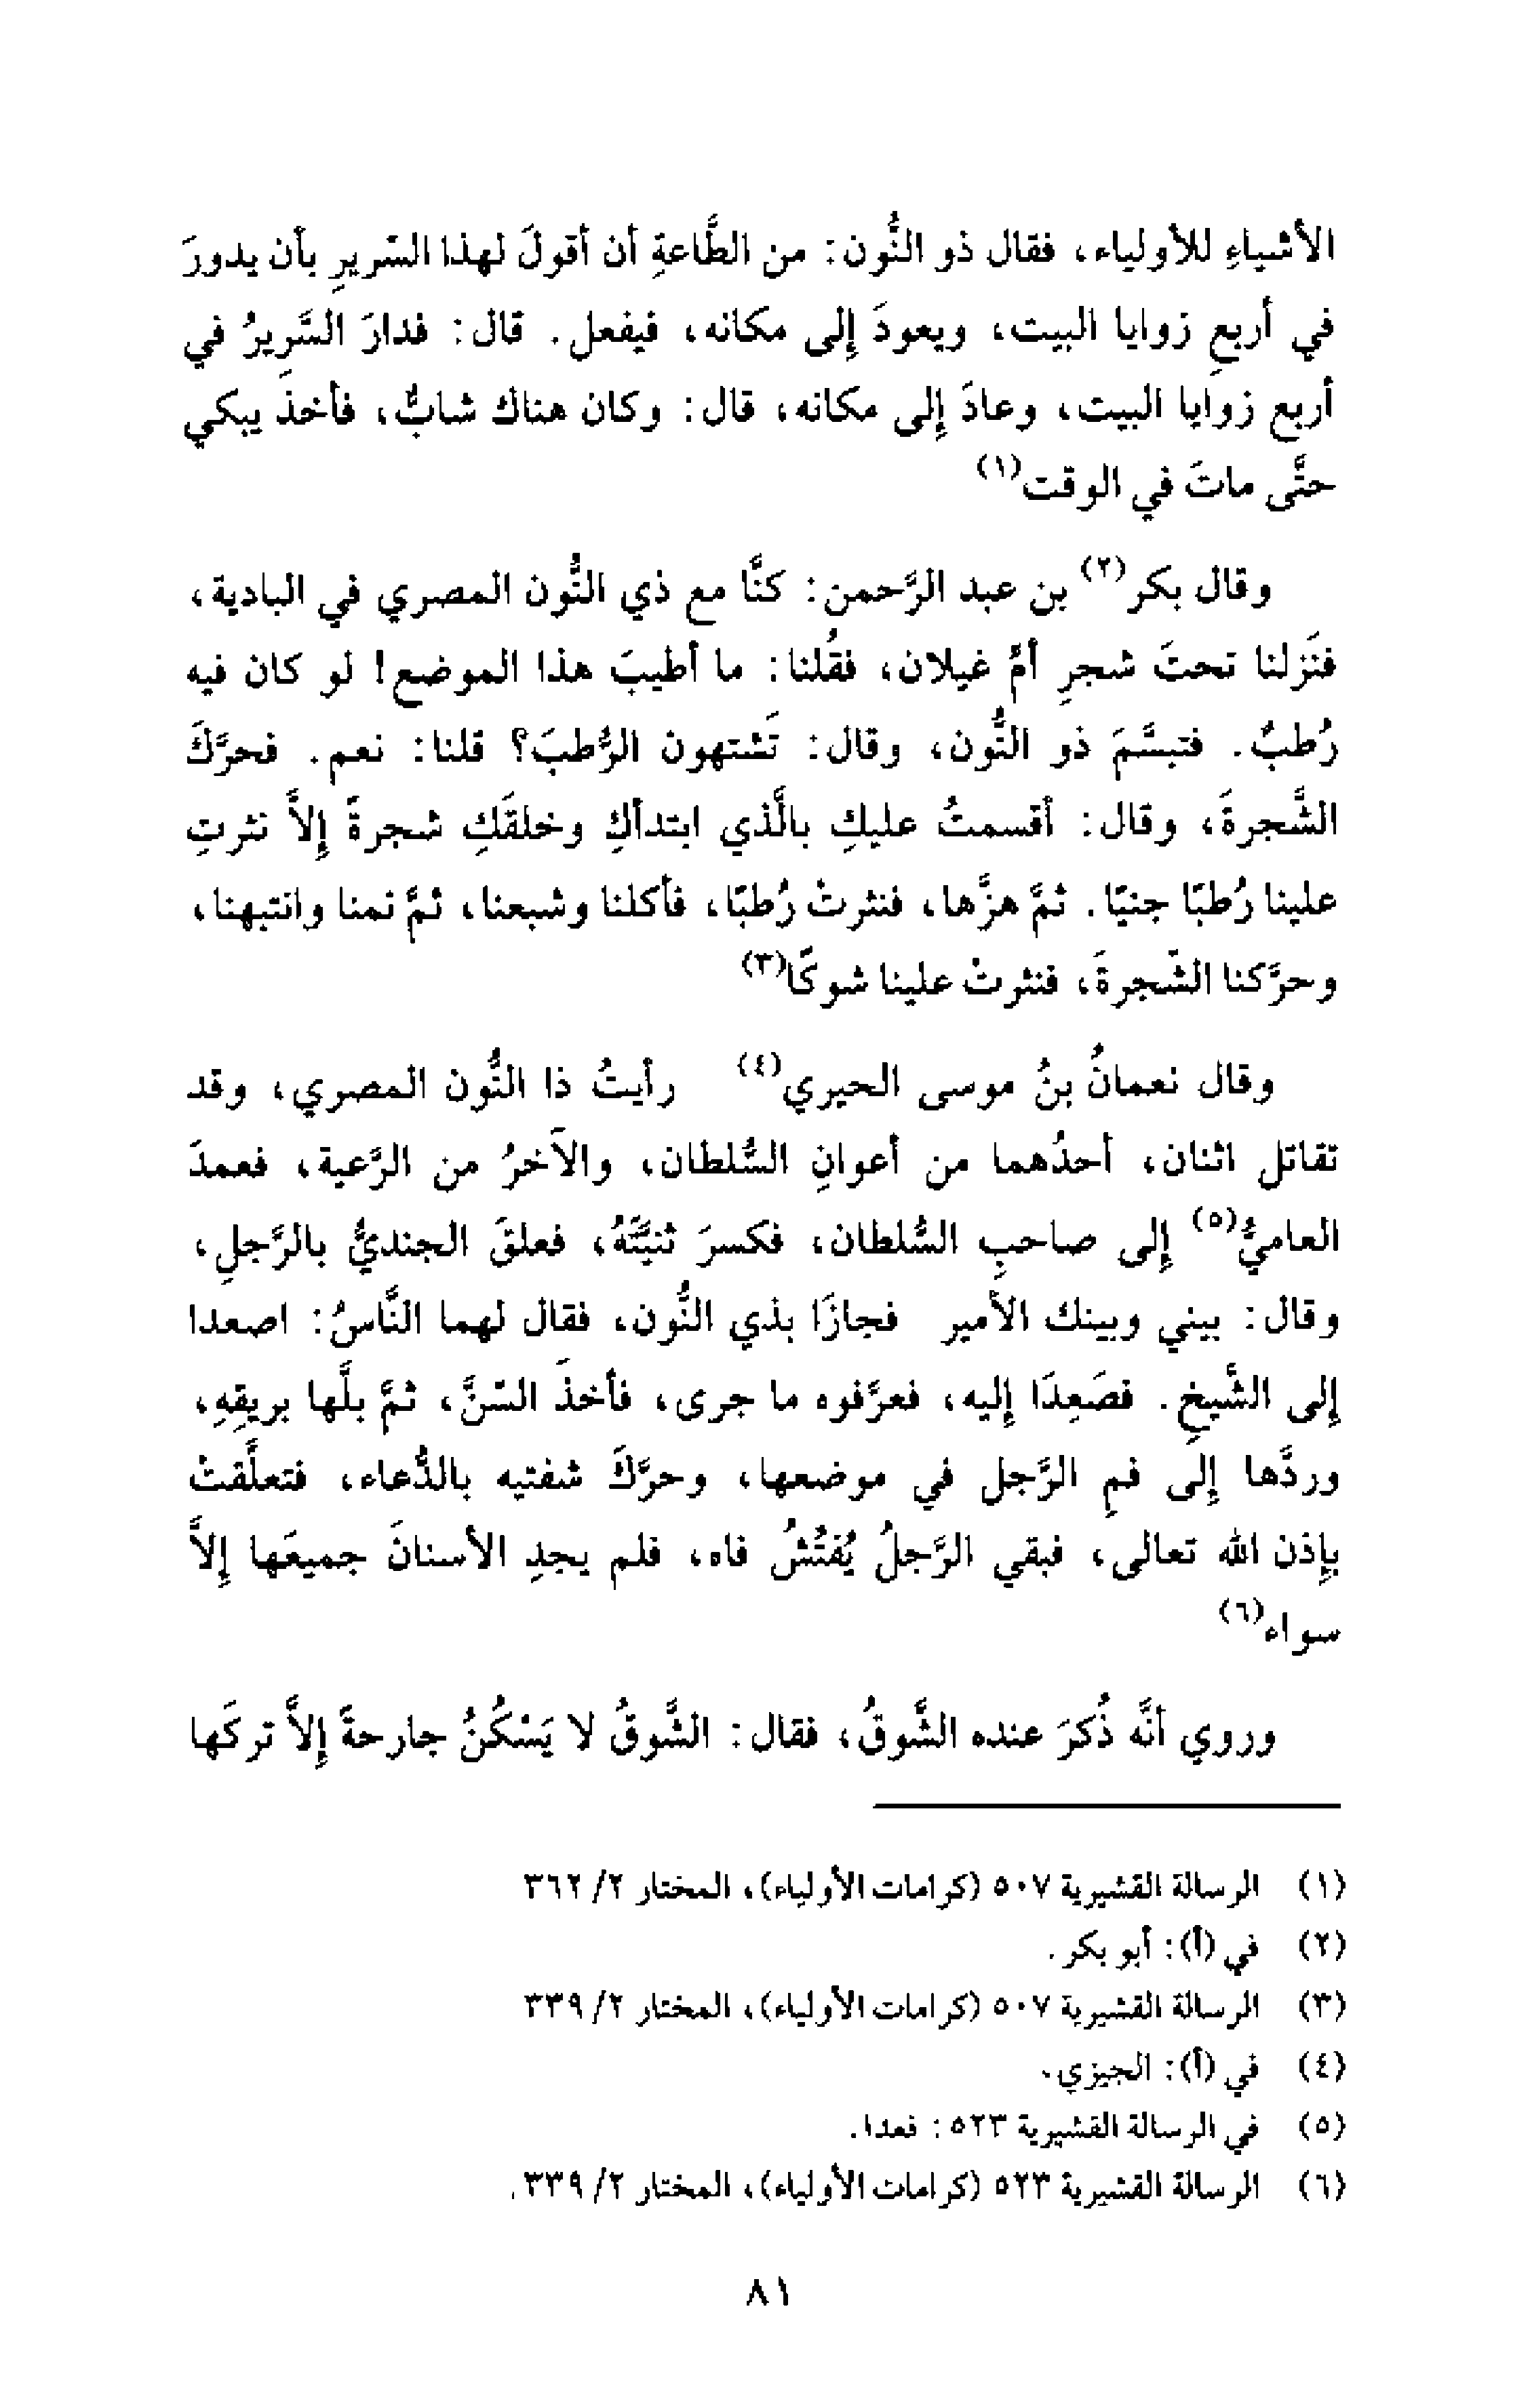 الأشياءِ للأولياء، فقال ذو النُّون: من الطَّاعةِ أن أقولَ لهذا السّريرِ بأن يدورَ
في أربعِ زوايا البيت، ويعودَ إلى مكانه، فيفعل. قال: فدارَ السَّريرُ في
أربع زوايا البيت، وعادَ إلى مكانه، قال: وكان هناك شابٌّ، فأخذَ يبكي
حتَّى ماتَ في الوقت(١)
وقال بكر(٢) بن عبد الرَّحمن: كنَّا مع ذي النُّون المصري في البادية،
فنَزلنا تحتَ شجرِ أمِّ غيلان، فقُلنا: ما أطيبَ هذا الموضع! لو كان فيه
رُطبٌ. فتبسَّمَ ذو النُّون، وقال: تَشتهون الرُّطبَ؟ قلنا: نعم. فحرَّكَ
الشَّجرةَ، وقال: أقسمتُ عليكِ بالَّذي ابتدأكِ وخلقَكِ شجرةً إلاَّ نثرتِ
علينا رُطبًا جنيًا. ثمَّ هزَّها، فنثرتْ رُطبًا، فأكلنا وشبعنا، ثمَّ نمنا وانتبهنا،
وحرَّكنا الشّجرةَ، فنثرتْ علينا شوكًا(٣)
وقال نعمانُ بنُ موسى الحيري(٤) رأيتُ ذا النُّون المصري، وقد
تقاتل اثنان، أحدُهما من أعوانِ السُّلطان، والآخرُ من الرَّعية، فعمدَ
العاميُّ(٥) إلى صاحبِ السُّلطان، فكسرَ ثنيَّتَهُ، فعلقَ الجنديُّ بالرَّجلِ،
وقال: بيني وبينك الأمير فجازَا بذي النُّون، فقال لهما النَّاسُ: اصعدا
إلى الشَّيخِ. فصَعِدَا إليه، فعرَّفوه ما جرى، فأخذَ السّنَّ، ثمَّ بلَّها بريقِهِ،
وردَّها إلى فمِ الرَّجل في موضعها، وحرَّكَ شفتيه بالدُّعاء، فتعلَّقتْ
بإذن الله تعالى، فبقي الرَّجلُ يُفتّشُ فاه، فلم يجدِ الأسنانَ جميعَها إلاَّ
سواء(٦)
وروي أنَّه ذُكرَ عنده الشَّوقُ، فقال: الشَّوقُ لا يَسْكُنُ جارحةً إلاَّ تركَها
(١) الرسالة القشيرية ٥٠٧ (كرامات الأولياء)، المختار ٢/ ٣٦٢
(٢) في (أ): أبو بكر.
(٣) الرسالة القشيرية ٥٠٧ (كرامات الأولياء)، المختار ٢/ ٣٣٩
(٤) في (أ): الجيزي.
(٥) في الرسالة القشيرية ٥٢٣: فعدا.
(٦) الرسالة القشيرية ٥٢٣ (كرامات الأولياء)، المختار ٢/ ٣٣٩.
٨١